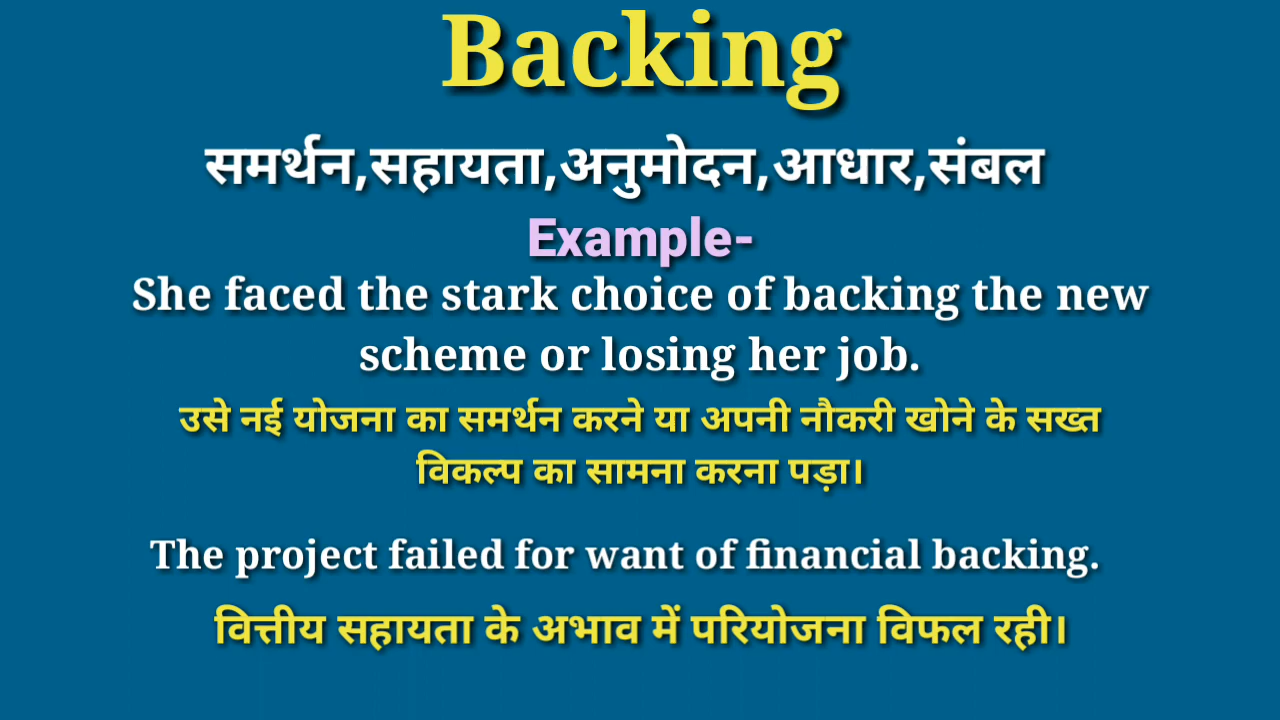 Backing
समर्थन,सहायता,अनुमोदन,आधार,संबल
Example-
She faced the stark choice of backing the new
scheme or losing her job.
उसे नई योजना का समर्थन करने या अपनी नौकरी खोने के सख्त
विकल्प का सामना करना पड़ा।
The project failed for want of financial backing.
वित्तीय सहायता के अभाव में परियोजना विफल रही।